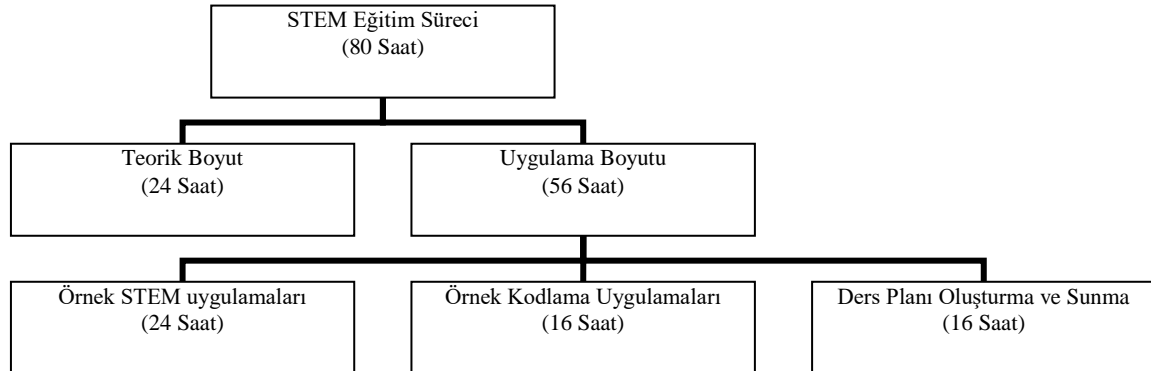 STEM Eğitim Süreci
(80 Saat)
Teorik Boyut
(24 Saat)
Uygulama Boyutu
(56 Saat)
Örnek STEM uygulamaları
(24 Saat)
Örnek Kodlama Uygulamaları
(16 Saat)
Ders Planı Oluşturma ve Sunma
(16 Saat)